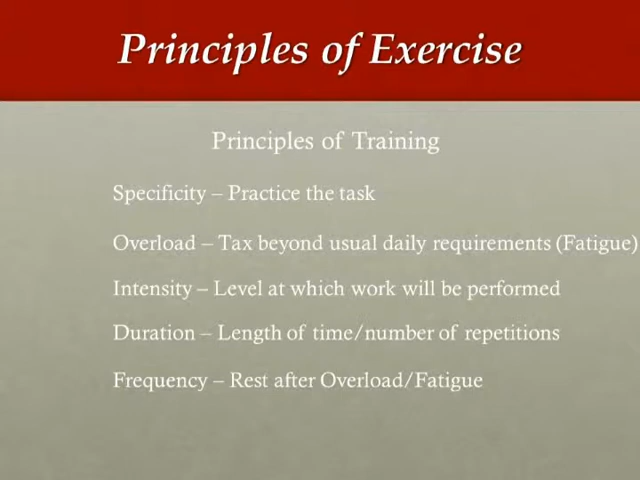 Principles of Exercise
Principles of Training
Specificity – Practice the task
Overload – Tax beyond usual daily requirements (Fatigue)
Intensity – Level at which work will be performed
Duration – Length of time/number of repetitions
Frequency – Rest after Overload/Fatigue